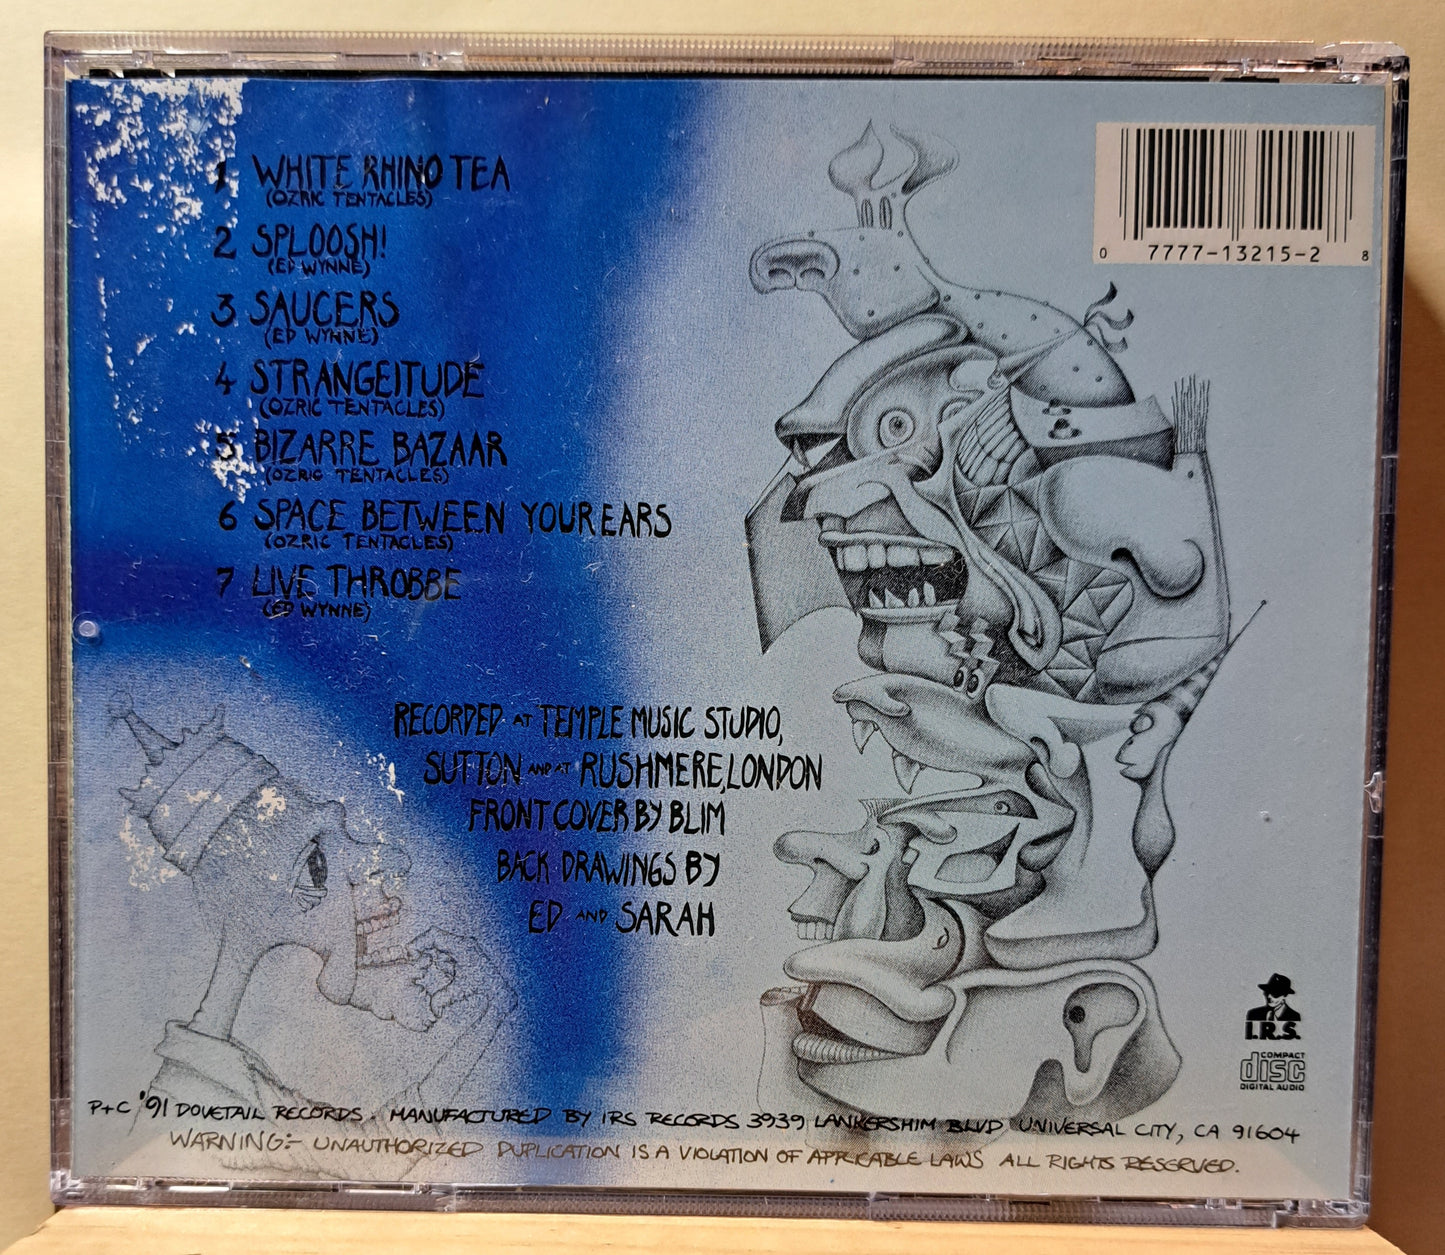 1 WHITE RHINO TEA
(OZRIC TENTACLES)
2 SPLOOSH!
(ED WYNNE)
3 SAUCERS
(ED WYNNE)
4 STRANGEITUDE
(OZRIC TENTACLES)
5 BIZARRE BAZAAR
(OZRIC TENTACLES)
6 SPACE BETWEEN YOUR EARS
(OZRIC TENTACLES)
7 LIVE THROBBE
(ED WYNNE)
0 7777-13215-2 8
RECORDED AT TEMPLE MUSIC STUDIO,
SUTTON AND AT RUSHMERE, LONDON
FRONT COVER BY BLIM
BACK DRAWINGS BY
ED AND SARAH
I.R.S.
COMPACT
disc
DIGITAL AUDIO
P+C '91 DOVETAIL RECORDS. MANUFACTURED BY IRS RECORDS 3939 LANKERSHIM BLVD UNIVERSAL CITY, CA 91604
WARNING:- UNAUTHORIZED DUPLICATION IS A VIOLATION OF APPLICABLE LAWS ALL RIGHTS RESERVED.